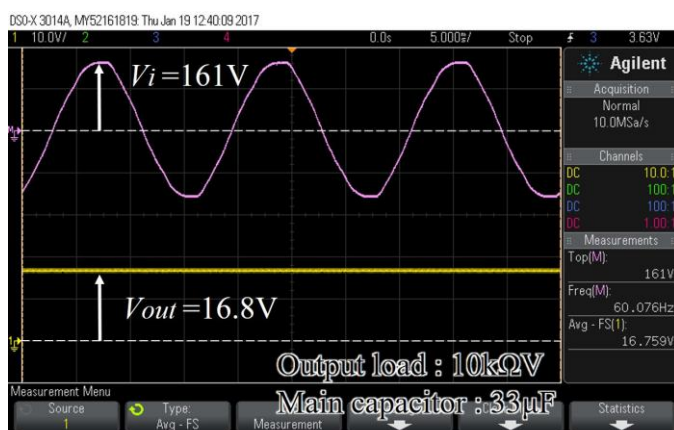 DSO-X 3014A, MY52161819: Thu Jan 19 12:40:09 2017
1 10.0V/ 2 3 4 0.0s 5.000ms/ Stop 3 3.63V
Agilent
Acquisition
Normal
10.0MSa/s
Channels
DC 10.0:1
DC 100:1
DC 100:1
DC 1.00:1
Measurements
Top(M):
161V
Freq(M):
60.076Hz
Avg - FS(1):
16.759V
Vi=161V
Vout=16.8V
Output load : 10kΩV
Main capacitor : 33μF
Measurement Menu
Source
1
Type:
Avg - FS
Measurement
Statistics